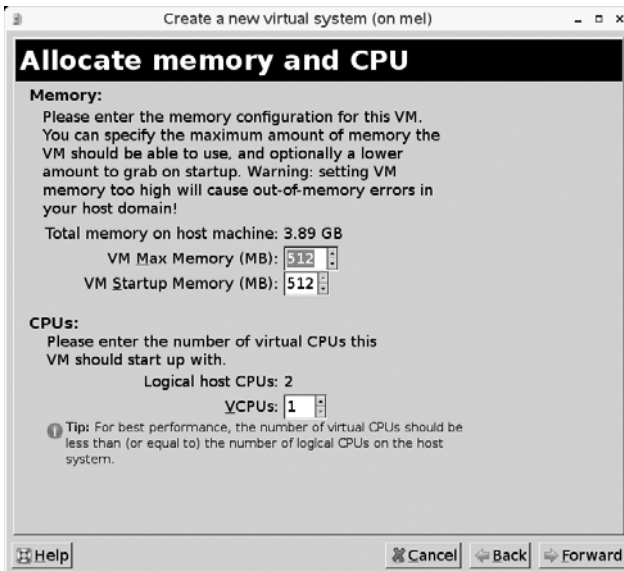 Create a new virtual system (on mel)
Allocate memory and CPU
Memory:
Please enter the memory configuration for this VM.
You can specify the maximum amount of memory the
VM should be able to use, and optionally a lower
amount to grab on startup. Warning: setting VM
memory too high will cause out-of-memory errors in
your host domain!
Total memory on host machine: 3.89 GB
VM Max Memory (MB): 512
VM Startup Memory (MB): 512
CPUs:
Please enter the number of virtual CPUs this
VM should start up with.
Logical host CPUs: 2
VCPUs: 1
Tip: For best performance, the number of virtual CPUs should be
less than (or equal to) the number of logical CPUs on the host
system.
Help Cancel Back Forward